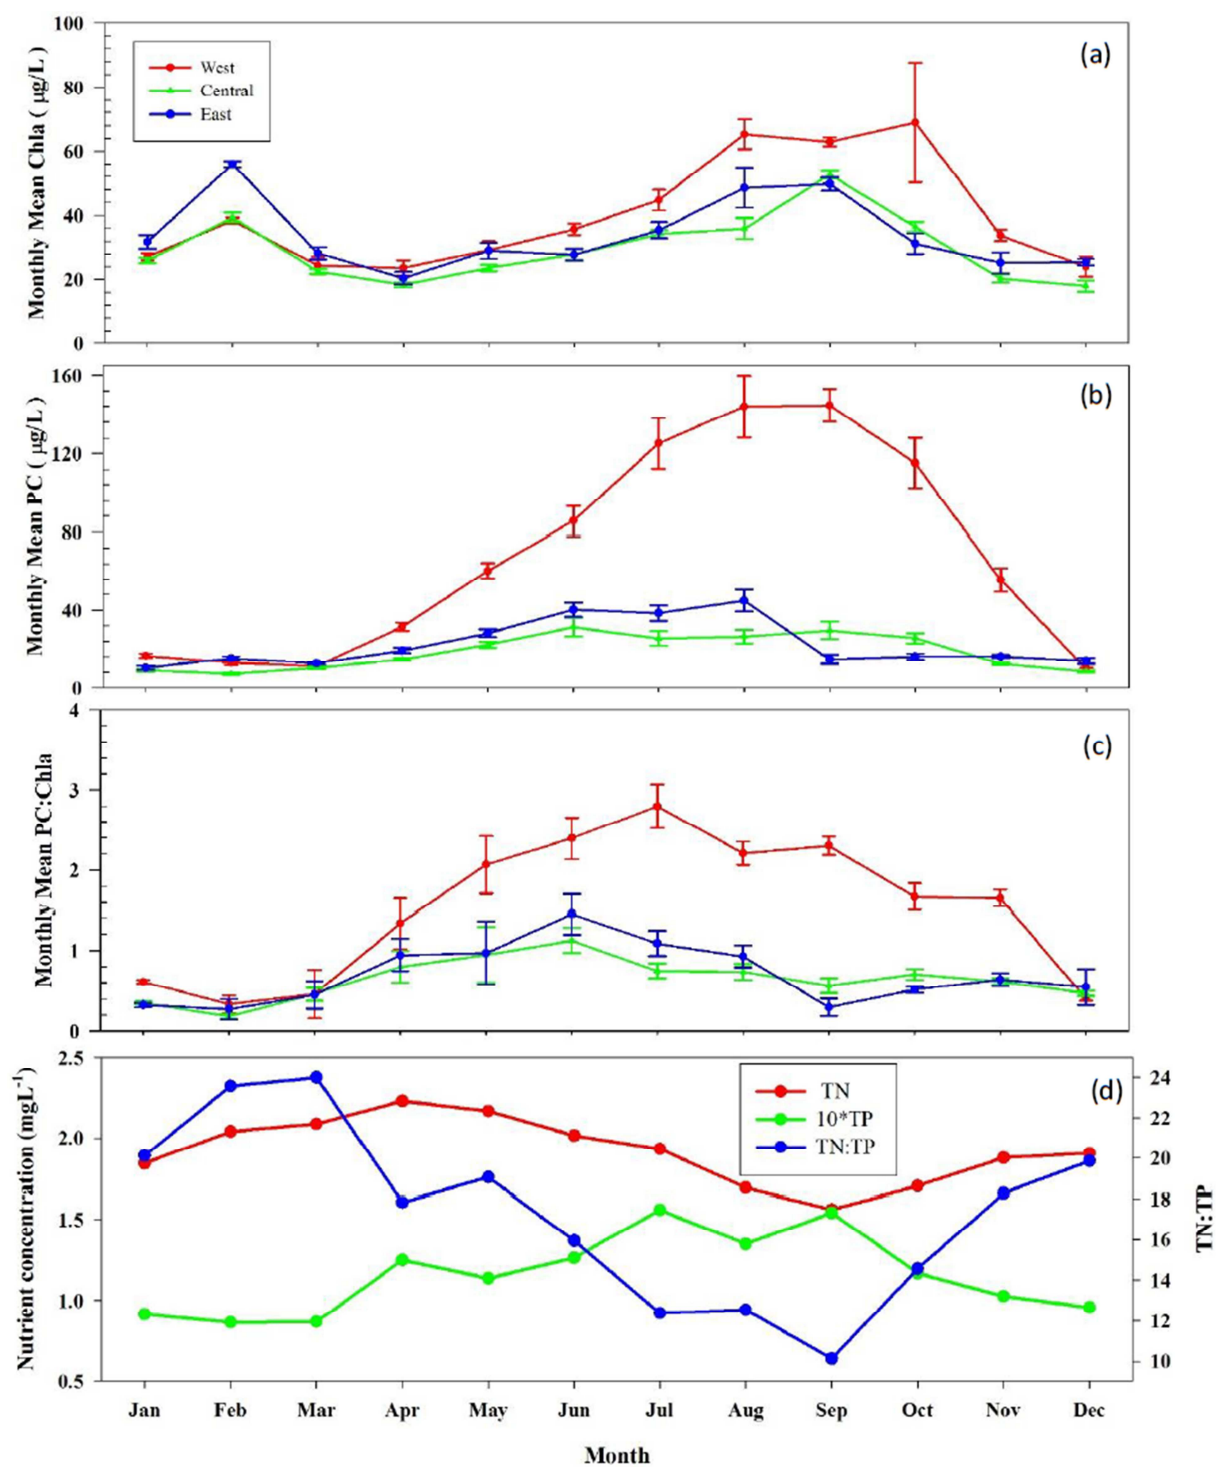 Monthly Mean Chla ( µg/L )
100
80
60
40
20
0
West
Central
East
(a)
Monthly Mean PC ( µg/L )
160
120
80
40
0
(b)
Monthly Mean PC:Chla
4
3
2
1
0
(c)
Nutrient concentration (mgL-1)
2.5
2.0
1.5
1.0
0.5
TN
10*TP
TN:TP
(d)
24
22
20
18
16
14
12
10
TN:TP
Jan Feb Mar Apr May Jun Jul Aug Sep Oct Nov Dec
Month